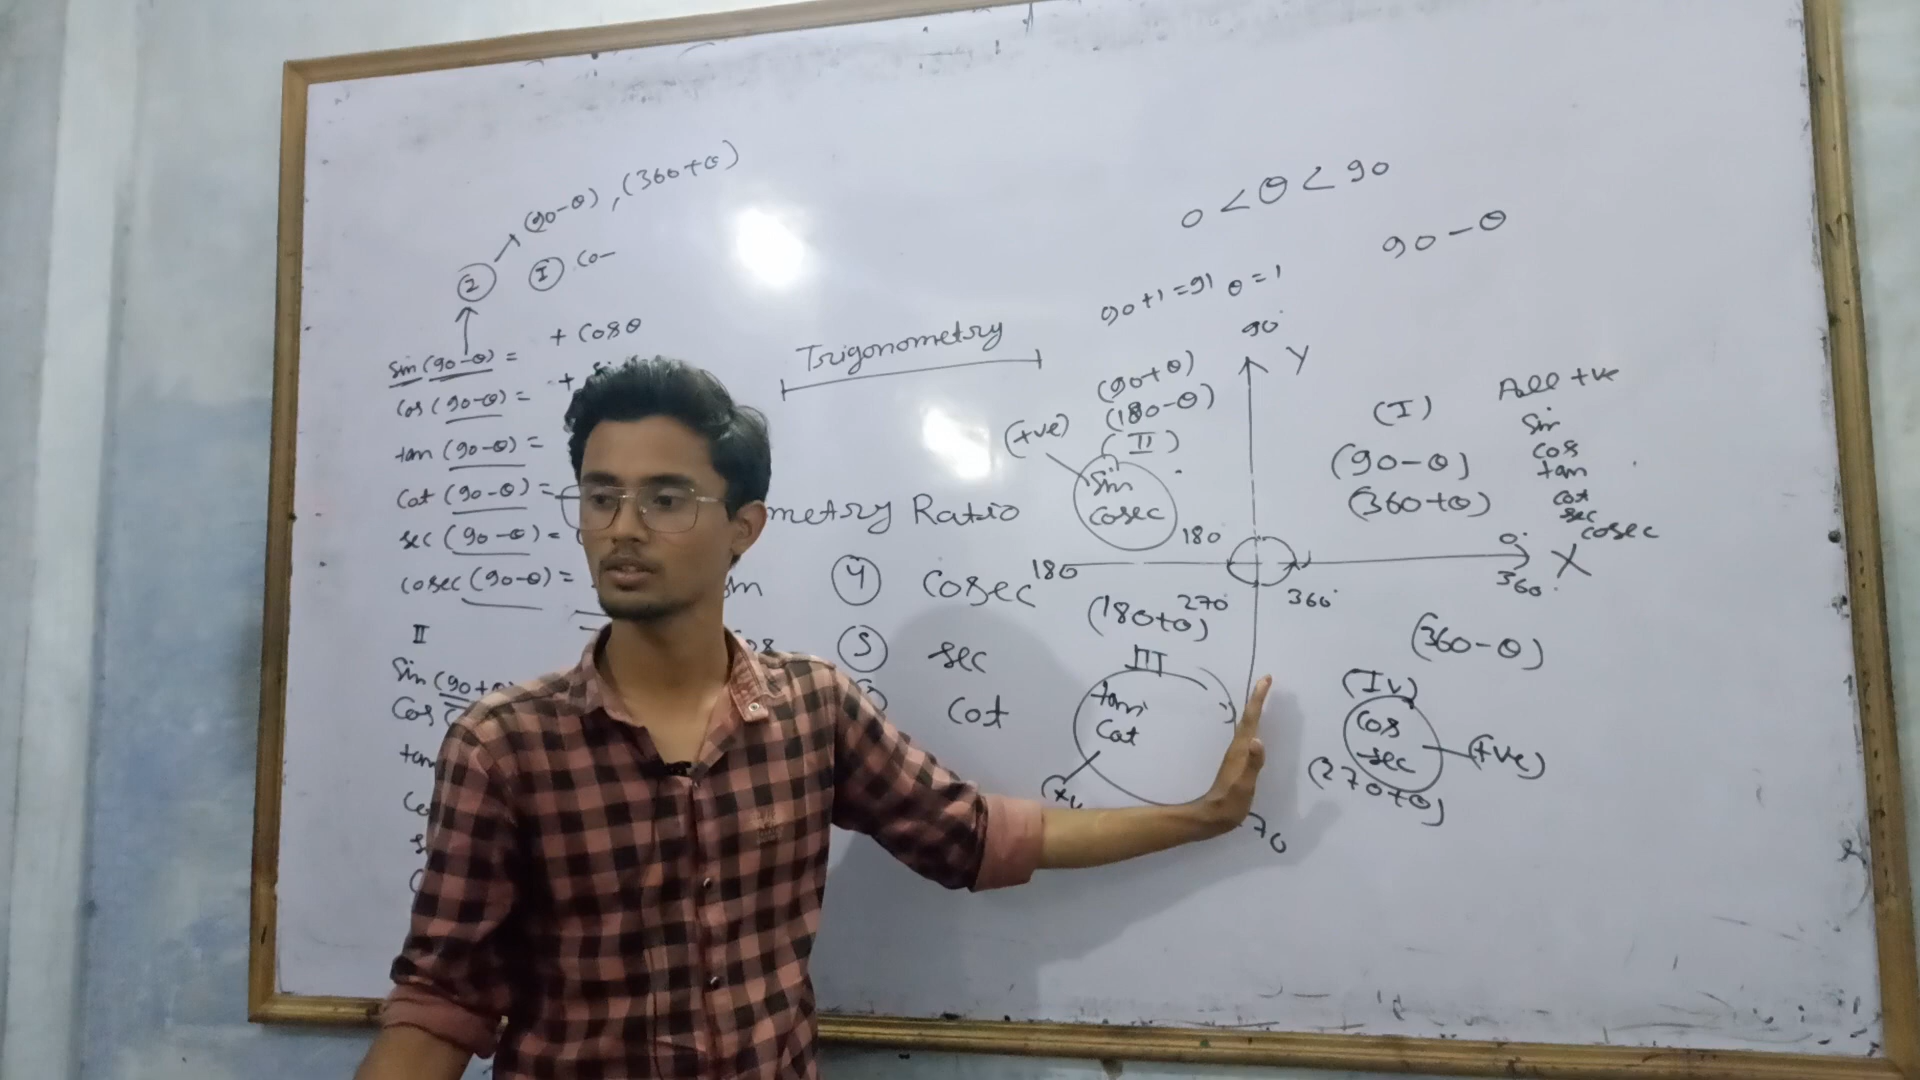 (90-θ), (360+θ)
2
I co-
sin (90-θ) = + cosθ
cos (90-θ) = +
tan (90-θ) =
cot (90-θ) =
sec (90-θ) =
cosec (90-θ) =
II
Sin (90+θ
Cos (
tan
Trigonometry
metry Ratio
4 cosec
5 sec
cot
0 < θ < 90
90-θ
90+1=91 θ=1
90°
Y
(90+θ)
(180-θ)
(+ve) (II)
Sin
cosec
180
180
(I)
(90-θ)
(360+θ)
All +ve
Sin
cos
tan
cot
sec
cosec
0°
X
360°
270°
360°
(180+θ)
III
tan
cot
(360-θ)
(IV)
cos
sec
(+ve)
(270+θ)
70